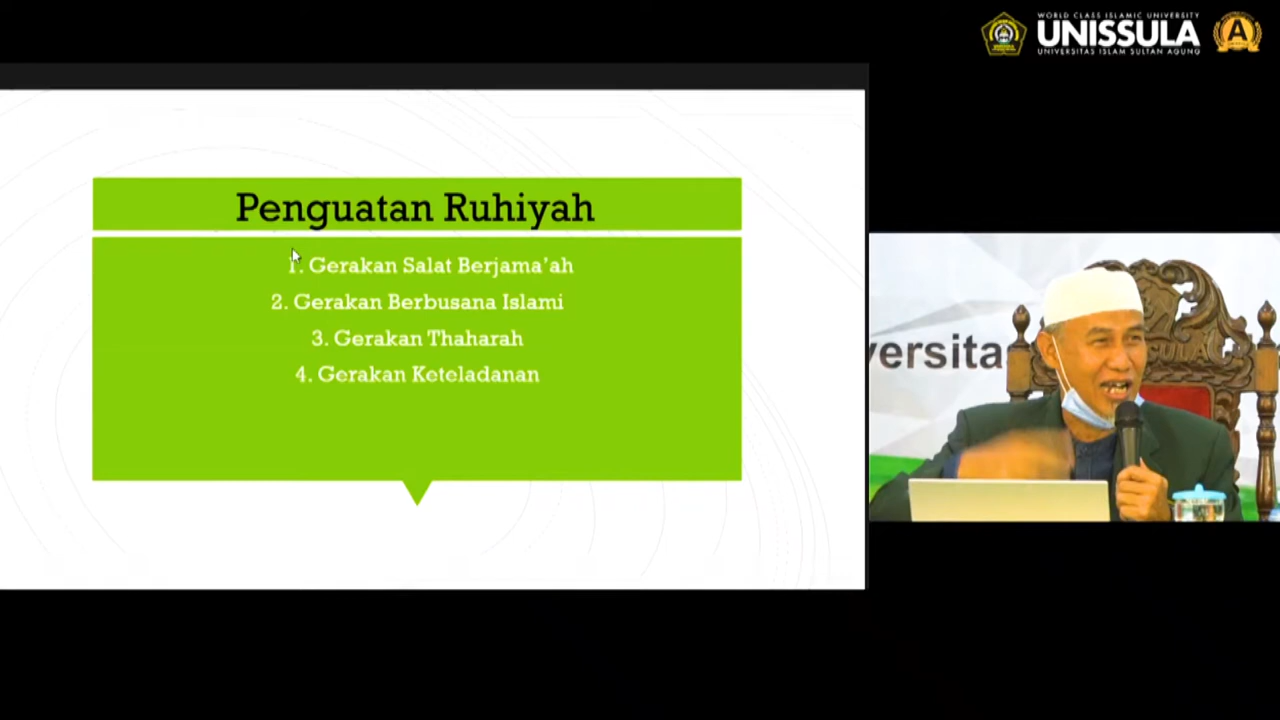 WORLD CLASS ISLAMIC UNIVERSITY
UNISSULA
UNIVERSITAS ISLAM SULTAN AGUNG
A
Penguatan Ruhiyah
1. Gerakan Salat Berjama’ah
2. Gerakan Berbusana Islami
3. Gerakan Thaharah
4. Gerakan Keteladanan
versita